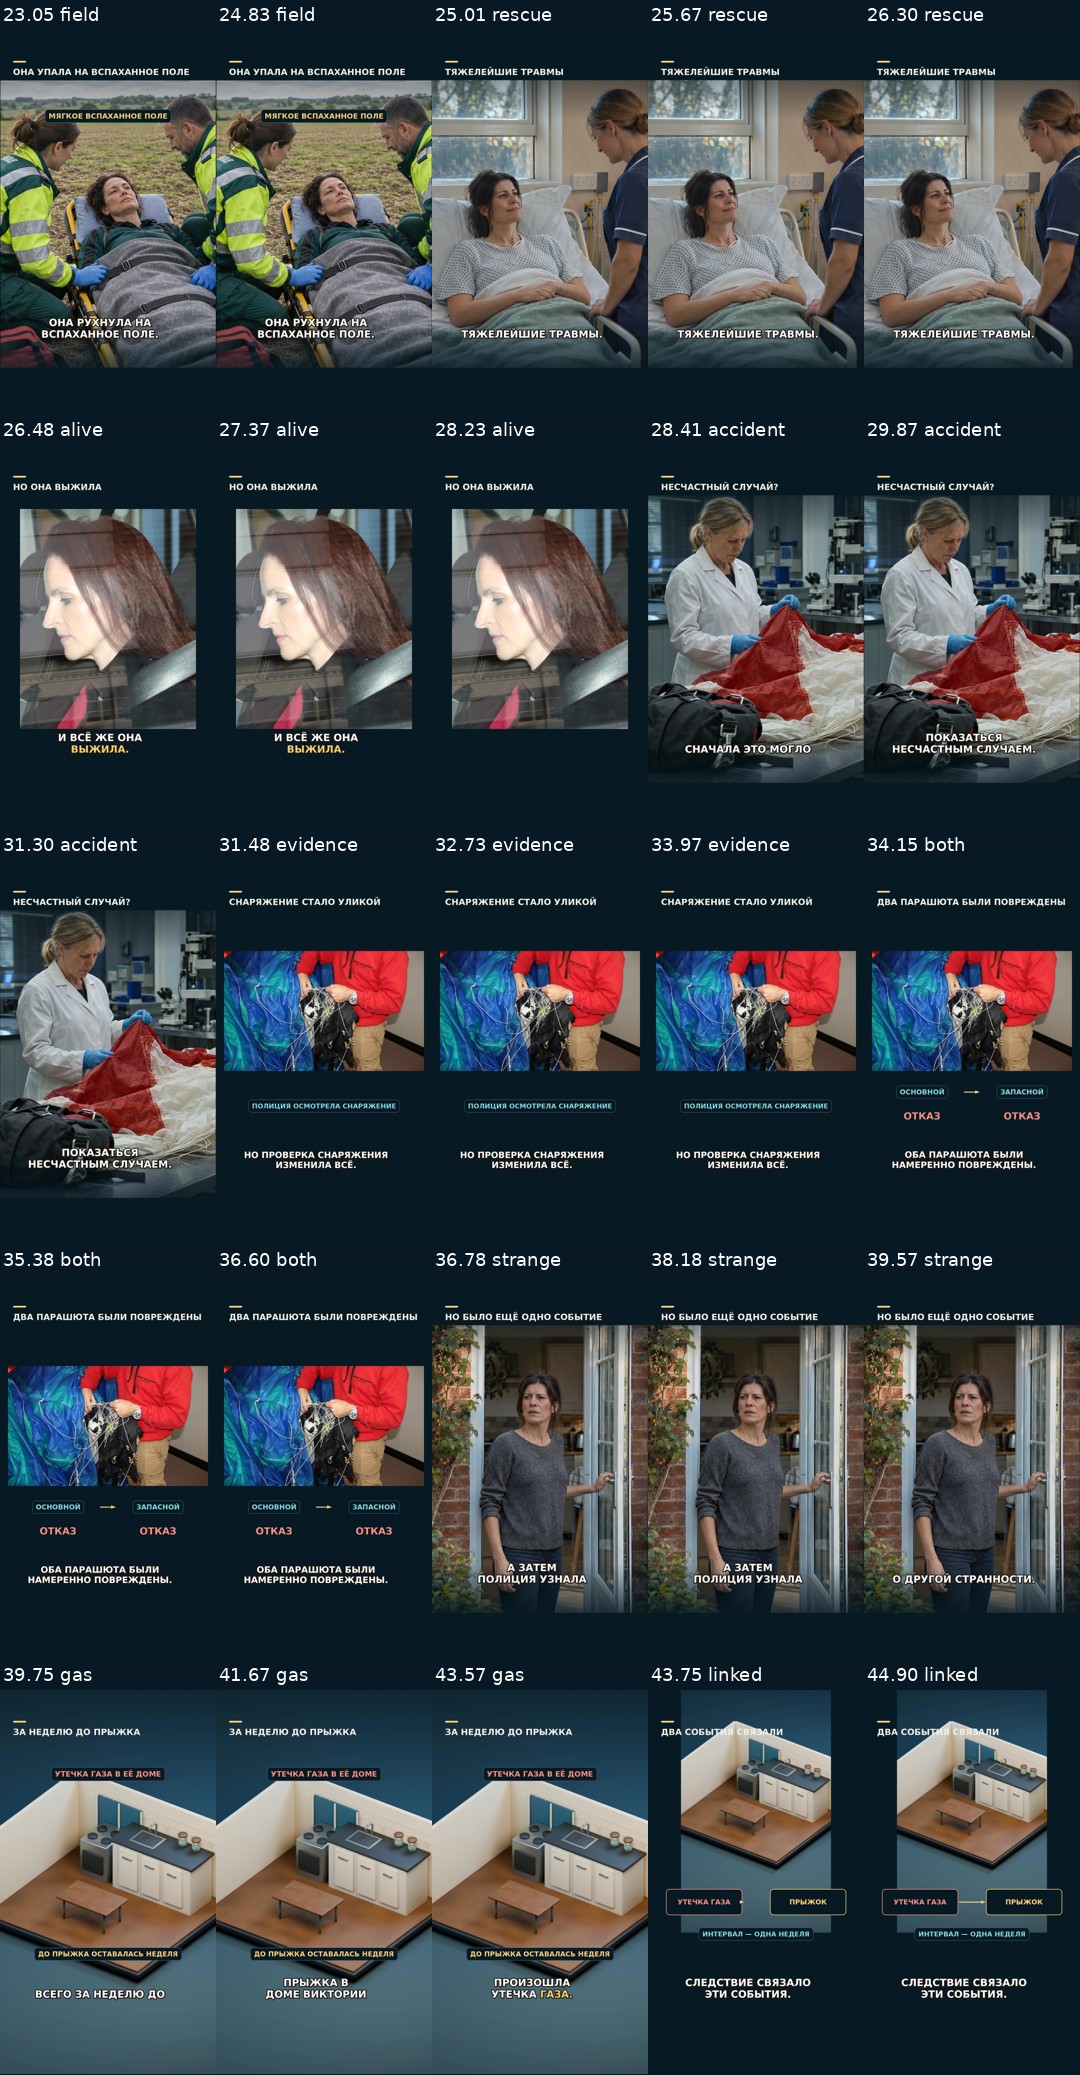 23.05 field
24.83 field
25.01 rescue
25.67 rescue
26.30 rescue
ОНА УПАЛА НА ВСПАХАННОЕ ПОЛЕ
ОНА УПАЛА НА ВСПАХАННОЕ ПОЛЕ
ТЯЖЕЛЕЙШИЕ ТРАВМЫ
ТЯЖЕЛЕЙШИЕ ТРАВМЫ
ТЯЖЕЛЕЙШИЕ ТРАВМЫ
МЯГКОЕ ВСПАХАННОЕ ПОЛЕ
МЯГКОЕ ВСПАХАННОЕ ПОЛЕ
ОНА РУХНУЛА НА
ВСПАХАННОЕ ПОЛЕ.
ОНА РУХНУЛА НА
ВСПАХАННОЕ ПОЛЕ.
ТЯЖЕЛЕЙШИЕ ТРАВМЫ.
ТЯЖЕЛЕЙШИЕ ТРАВМЫ.
ТЯЖЕЛЕЙШИЕ ТРАВМЫ.
26.48 alive
27.37 alive
28.23 alive
28.41 accident
29.87 accident
НО ОНА ВЫЖИЛА
НО ОНА ВЫЖИЛА
НО ОНА ВЫЖИЛА
НЕСЧАСТНЫЙ СЛУЧАЙ?
НЕСЧАСТНЫЙ СЛУЧАЙ?
И ВСЁ ЖЕ ОНА
ВЫЖИЛА.
И ВСЁ ЖЕ ОНА
ВЫЖИЛА.
СНАЧАЛА ЭТО МОГЛО
ПОКАЗАТЬСЯ
НЕСЧАСТНЫМ СЛУЧАЕМ.
31.30 accident
31.48 evidence
32.73 evidence
33.97 evidence
34.15 both
НЕСЧАСТНЫЙ СЛУЧАЙ?
СНАРЯЖЕНИЕ СТАЛО УЛИКОЙ
СНАРЯЖЕНИЕ СТАЛО УЛИКОЙ
СНАРЯЖЕНИЕ СТАЛО УЛИКОЙ
ДВА ПАРАШЮТА БЫЛИ ПОВРЕЖДЕНЫ
ПОЛИЦИЯ ОСМОТРЕЛА СНАРЯЖЕНИЕ
ПОЛИЦИЯ ОСМОТРЕЛА СНАРЯЖЕНИЕ
ПОЛИЦИЯ ОСМОТРЕЛА СНАРЯЖЕНИЕ
ОСНОВНОЙ
ЗАПАСНОЙ
ОТКАЗ
ОТКАЗ
ПОКАЗАТЬСЯ
НЕСЧАСТНЫМ СЛУЧАЕМ.
НО ПРОВЕРКА СНАРЯЖЕНИЯ
ИЗМЕНИЛА ВСЁ.
НО ПРОВЕРКА СНАРЯЖЕНИЯ
ИЗМЕНИЛА ВСЁ.
НО ПРОВЕРКА СНАРЯЖЕНИЯ
ИЗМЕНИЛА ВСЁ.
ОБА ПАРАШЮТА БЫЛИ
НАМЕРЕННО ПОВРЕЖДЕНЫ.
35.38 both
36.60 both
36.78 strange
38.18 strange
39.57 strange
ДВА ПАРАШЮТА БЫЛИ ПОВРЕЖДЕНЫ
ДВА ПАРАШЮТА БЫЛИ ПОВРЕЖДЕНЫ
НО БЫЛО ЕЩЁ ОДНО СОБЫТИЕ
НО БЫЛО ЕЩЁ ОДНО СОБЫТИЕ
НО БЫЛО ЕЩЁ ОДНО СОБЫТИЕ
ОСНОВНОЙ
ЗАПАСНОЙ
ОСНОВНОЙ
ЗАПАСНОЙ
ОТКАЗ
ОТКАЗ
ОТКАЗ
ОТКАЗ
ОБА ПАРАШЮТА БЫЛИ
НАМЕРЕННО ПОВРЕЖДЕНЫ.
ОБА ПАРАШЮТА БЫЛИ
НАМЕРЕННО ПОВРЕЖДЕНЫ.
А ЗАТЕМ
ПОЛИЦИЯ УЗНАЛА
А ЗАТЕМ
ПОЛИЦИЯ УЗНАЛА
О ДРУГОЙ СТРАННОСТИ.
39.75 gas
41.67 gas
43.57 gas
43.75 linked
44.90 linked
ЗА НЕДЕЛЮ ДО ПРЫЖКА
ЗА НЕДЕЛЮ ДО ПРЫЖКА
ЗА НЕДЕЛЮ ДО ПРЫЖКА
ДВА СОБЫТИЯ СВЯЗАЛИ
ДВА СОБЫТИЯ СВЯЗАЛИ
УТЕЧКА ГАЗА В ЕЁ ДОМЕ
УТЕЧКА ГАЗА В ЕЁ ДОМЕ
УТЕЧКА ГАЗА В ЕЁ ДОМЕ
УТЕЧКА ГАЗА
ПРЫЖОК
УТЕЧКА ГАЗА
ПРЫЖОК
ИНТЕРВАЛ — ОДНА НЕДЕЛЯ
ИНТЕРВАЛ — ОДНА НЕДЕЛЯ
ДО ПРЫЖКА ОСТАВАЛАСЬ НЕДЕЛЯ
ДО ПРЫЖКА ОСТАВАЛАСЬ НЕДЕЛЯ
ДО ПРЫЖКА ОСТАВАЛАСЬ НЕДЕЛЯ
ВСЕГО ЗА НЕДЕЛЮ ДО
ПРЫЖКА В
ДОМЕ ВИКТОРИИ
ПРОИЗОШЛА
УТЕЧКА ГАЗА.
СЛЕДСТВИЕ СВЯЗАЛО
ЭТИ СОБЫТИЯ.
СЛЕДСТВИЕ СВЯЗАЛО
ЭТИ СОБЫТИЯ.